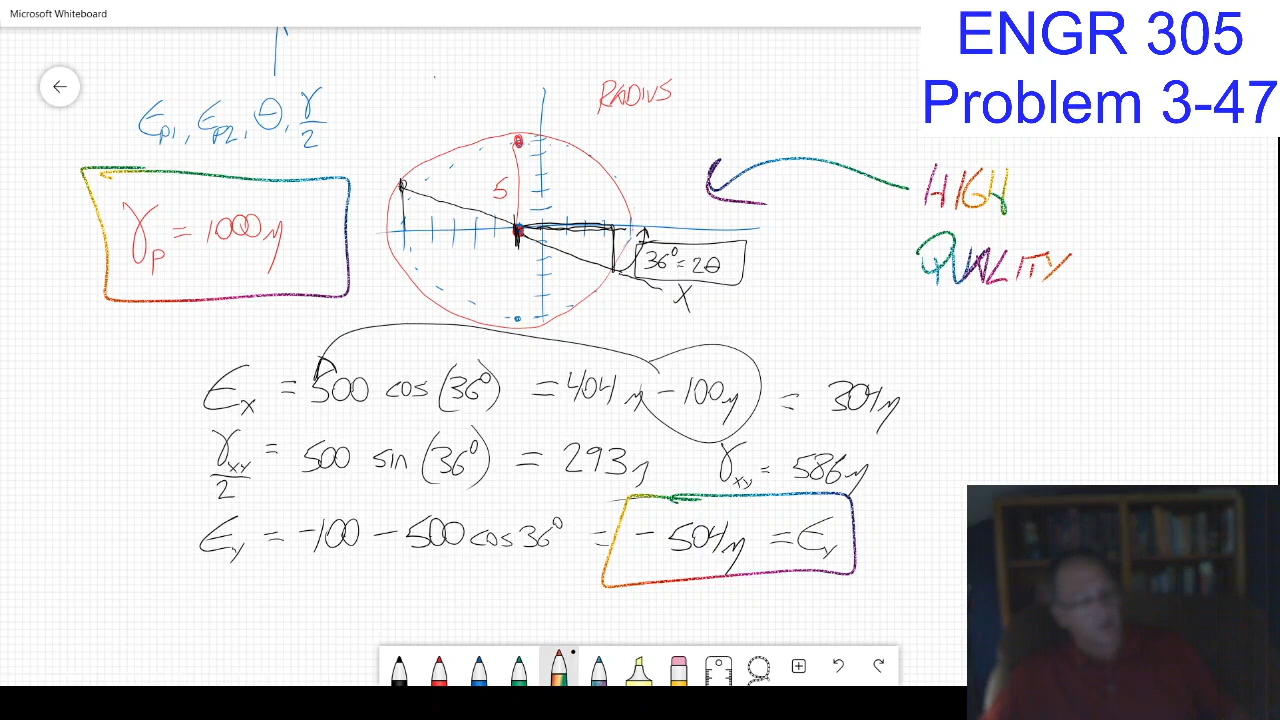 Microsoft Whiteboard
ENGR 305
Problem 3-47
RADIUS
ϵp1, ϵp2, θ, γ/2
HIGH
QUALITY
5
γp = 1000μ
36° = 2θ
X
ϵx = 500 cos (36°) = 404μ - 100μ = 304μ
γxy/2 = 500 sin (36°) = 293μ γxy = 586μ
ϵy = -100 - 500 cos 36° = -504μ = ϵy